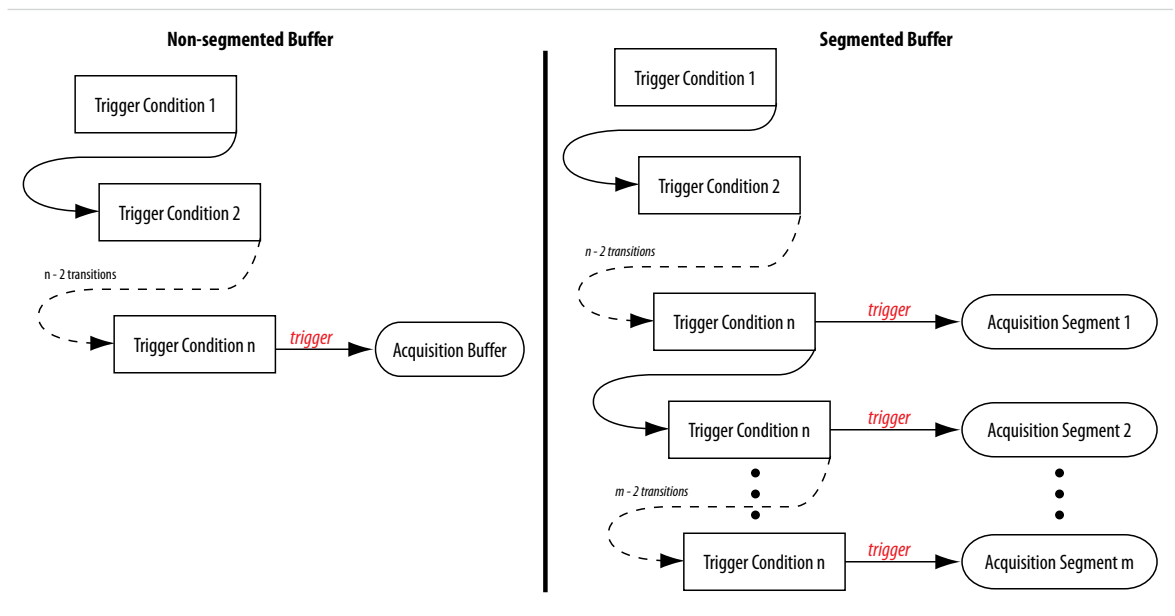 Non-segmented Buffer
Trigger Condition 1
Trigger Condition 2
n - 2 transitions
Trigger Condition n
trigger
Acquisition Buffer
Segmented Buffer
Trigger Condition 1
Trigger Condition 2
n - 2 transitions
Trigger Condition n
trigger
Acquisition Segment 1
Trigger Condition n
trigger
Acquisition Segment 2
m - 2 transitions
Trigger Condition n
trigger
Acquisition Segment m